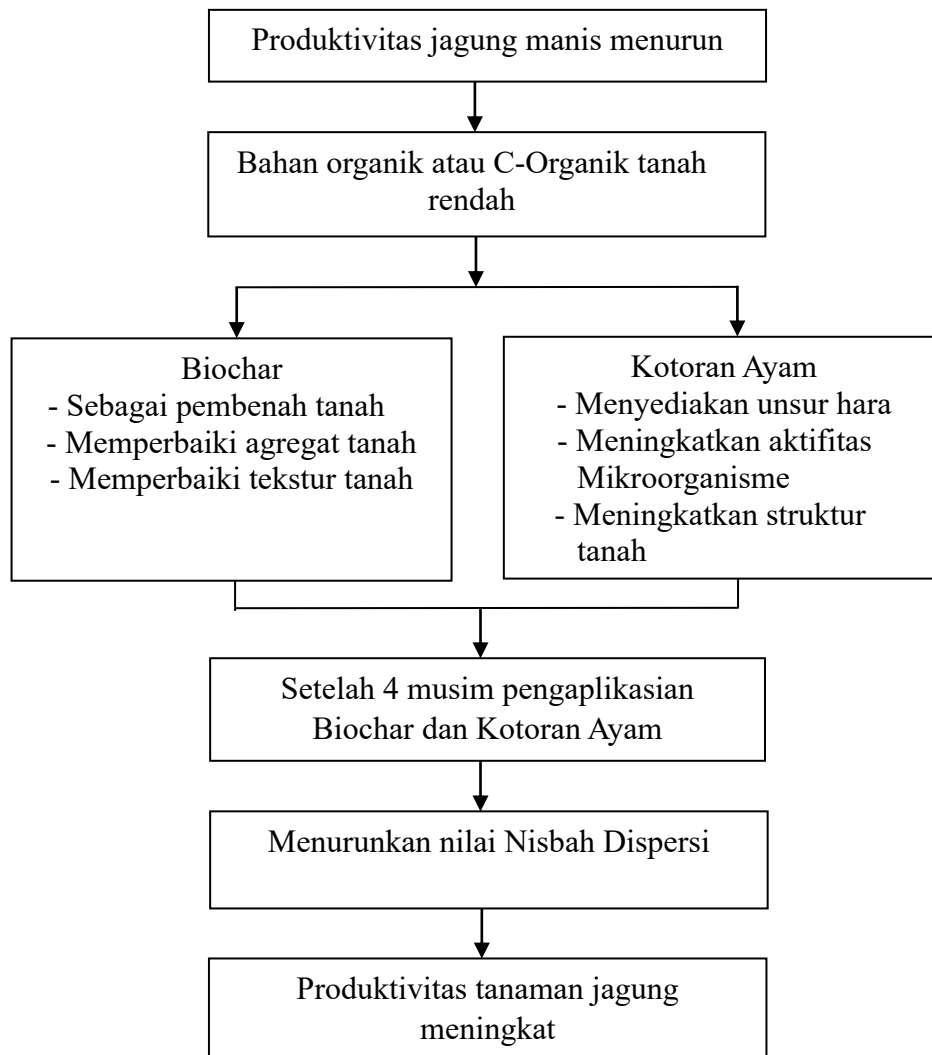 Produktivitas jagung manis menurun
Bahan organik atau C-Organik tanah
rendah
Biochar
- Sebagai pembenah tanah
- Memperbaiki agregat tanah
- Memperbaiki tekstur tanah
Kotoran Ayam
- Menyediakan unsur hara
- Meningkatkan aktifitas
Mikroorganisme
- Meningkatkan struktur
tanah
Setelah 4 musim pengaplikasian
Biochar dan Kotoran Ayam
Menurunkan nilai Nisbah Dispersi
Produktivitas tanaman jagung
meningkat